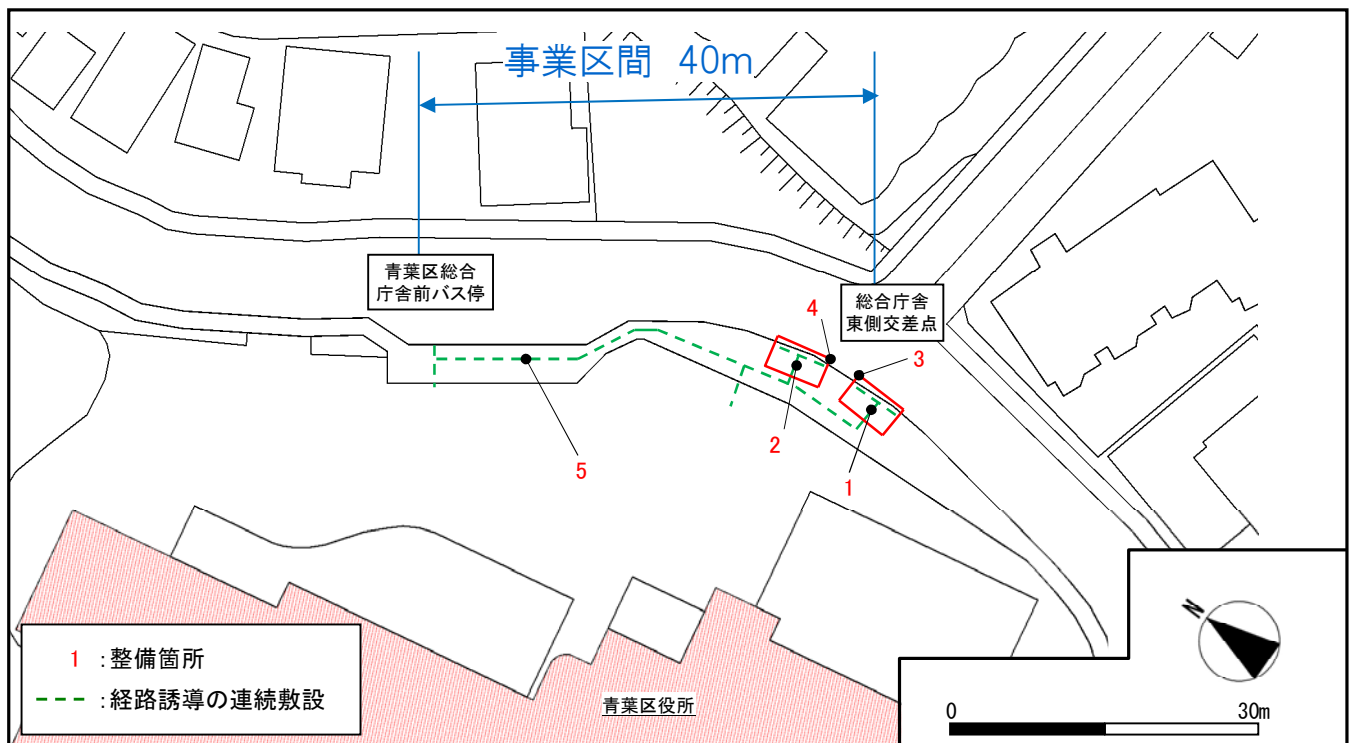 事業区間 40m
青葉区総合
庁舎前バス停
総合庁舎
東側交差点
4
3
2
1
5
N
1 :整備箇所
:経路誘導の連続敷設
青葉区役所
0 30m